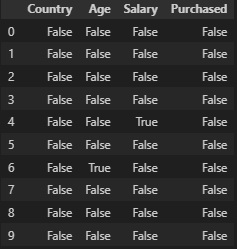 Country Age Salary Purchased
0 False False False False
1 False False False False
2 False False False False
3 False False False False
4 False False True False
5 False False False False
6 False True False False
7 False False False False
8 False False False False
9 False False False False